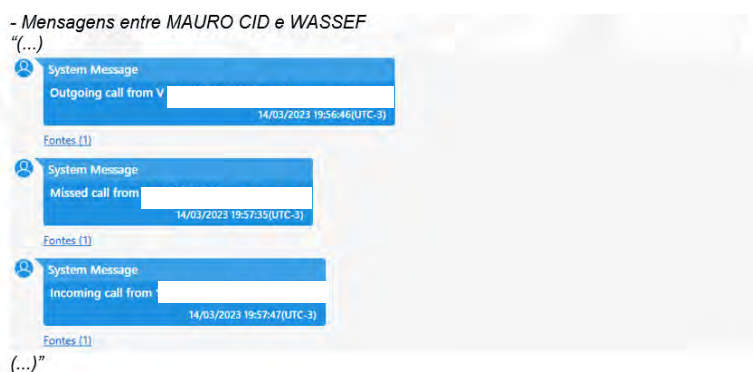 - Mensagens entre MAURO CID e WASSEF
"(...)
System Message
Outgoing call from V
14/03/2023 19:56:46(UTC-3)
Fontes (1)
System Message
Missed call from
14/03/2023 19:57:35(UTC-3)
Fontes (1)
System Message
Incoming call from
14/03/2023 19:57:47(UTC-3)
Fontes (1)
(...)"